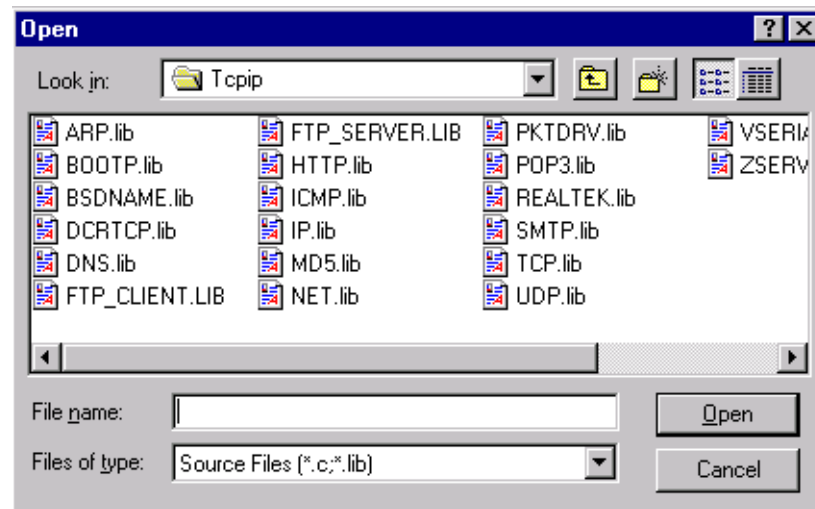 Open
Look in: Tcpip
ARP.lib FTP_SERVER.LIB PKTDRV.lib VSERIA
BOOTP.lib HTTP.lib POP3.lib ZSERV
BSDNAME.lib ICMP.lib REALTEK.lib
DCRTCP.lib IP.lib SMTP.lib
DNS.lib MD5.lib TCP.lib
FTP_CLIENT.LIB NET.lib UDP.lib
File name: Open
Files of type: Source Files (*.c;*.lib) Cancel